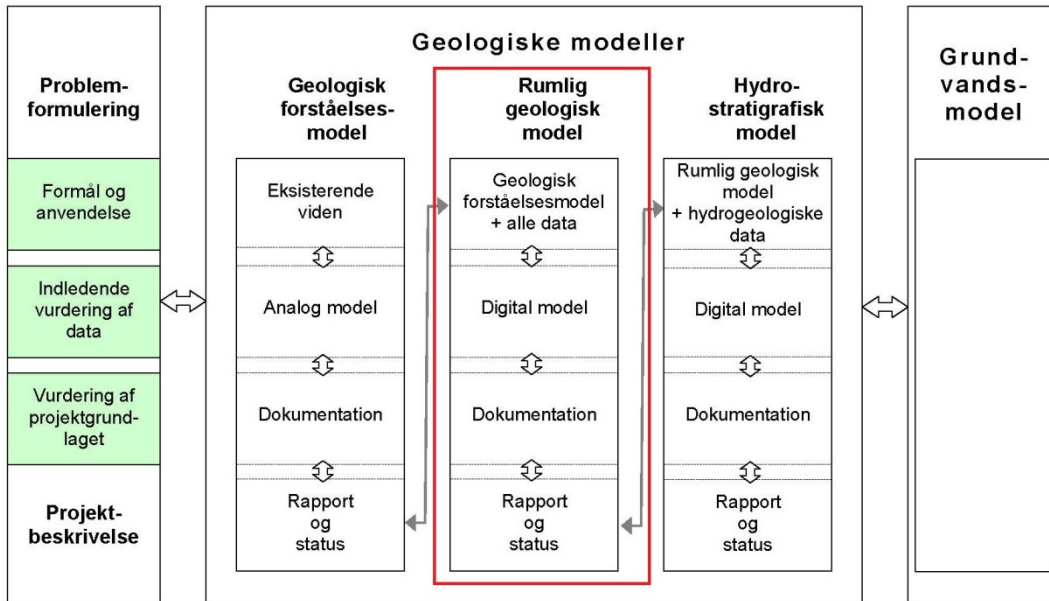 Problem-
formulering
Formål og
anvendelse
Indledende
vurdering af
data
Vurdering af
projektgrund-
laget
Projekt-
beskrivelse
Geologiske modeller
Geologisk
forståelses-
model
Eksisterende
viden
Analog model
Dokumentation
Rapport
og
status
Rumlig
geologisk
model
Geologisk
forståelsesmodel
+ alle data
Digital model
Dokumentation
Rapport
og
status
Hydro-
stratigrafisk
model
Rumlig geologisk
model
+ hydrogeologiske
data
Digital model
Dokumentation
Rapport
og
status
Grund-
vands-
model